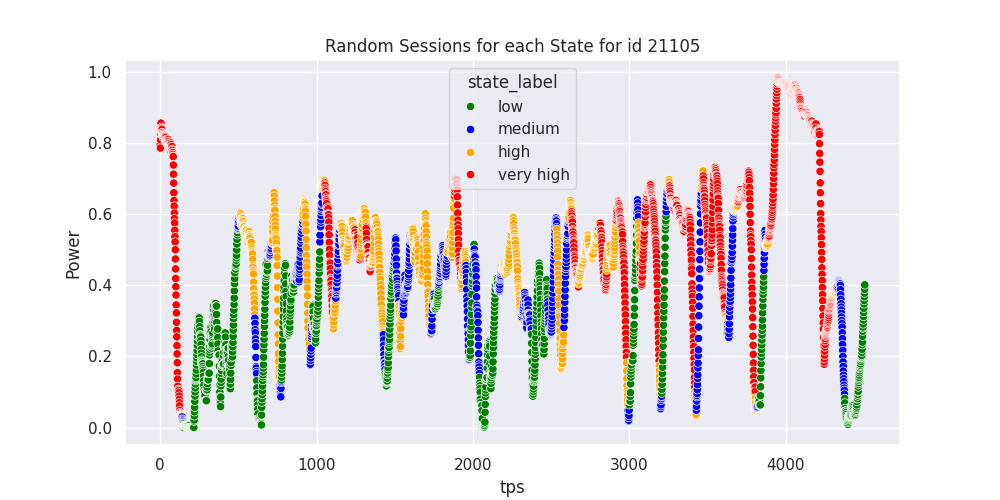 Random Sessions for each State for id 21105
state_label
low
medium
high
very high
Power
1.0
0.8
0.6
0.4
0.2
0.0
0 1000 2000 3000 4000
tps